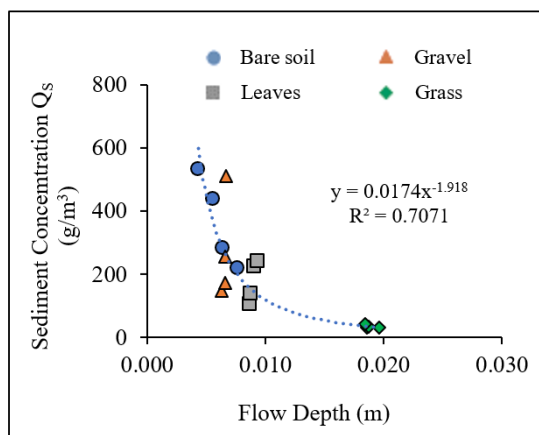 Bare soil
Gravel
Leaves
Grass
Sediment Concemtration Qs
(g/m³)
800
600
400
200
0
y = 0.0174x^-1.918
R² = 0.7071
0.000
0.010
0.020
0.030
Flow Depth (m)